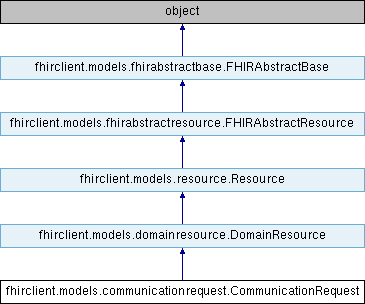 object
fhirclient.models.fhirabstractbase.FHIRAbstractBase
fhirclient.models.fhirabstractresource.FHIRAbstractResource
fhirclient.models.resource.Resource
fhirclient.models.domainresource.DomainResource
fhirclient.models.communicationrequest.CommunicationRequest